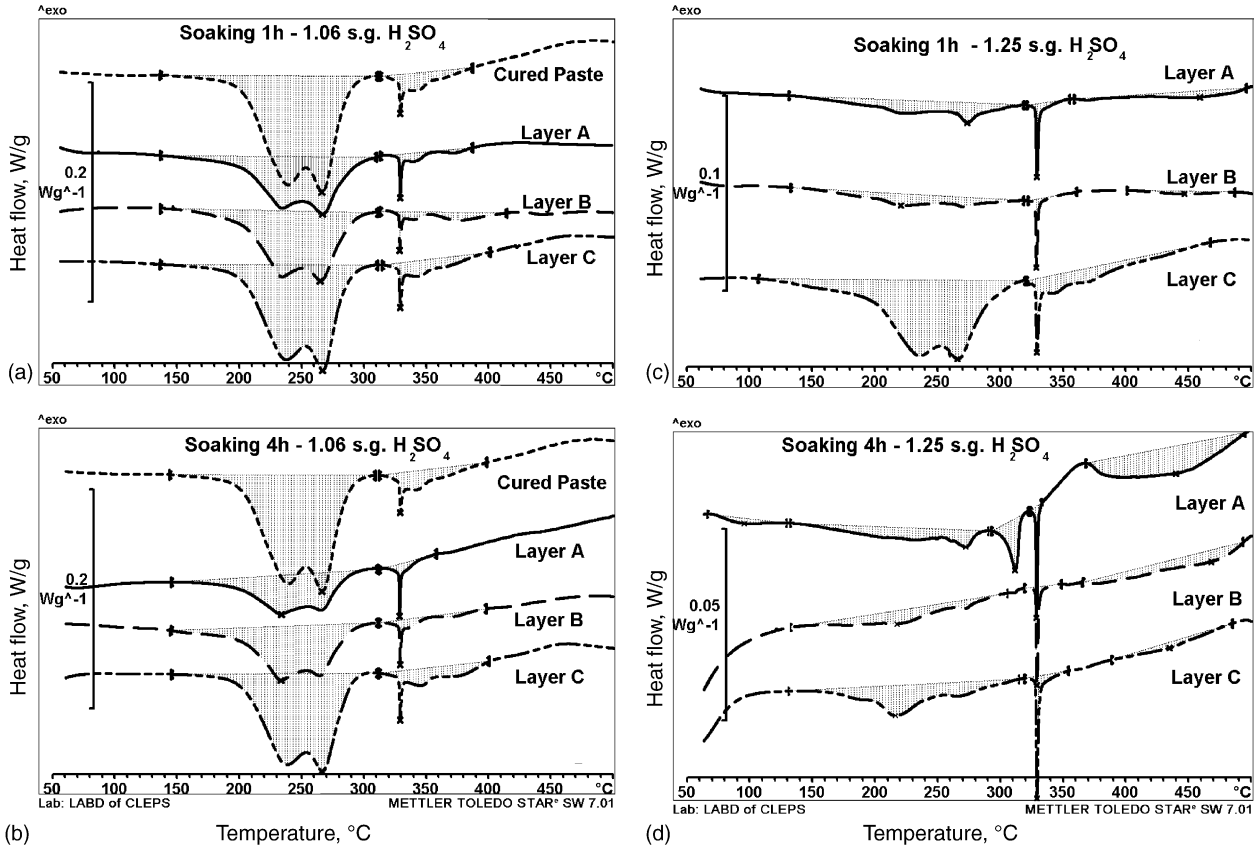 ^exo
Soaking 1h - 1.06 s.g. H2SO4
Cured Paste
Layer A
Layer B
Layer C
0.2
Wg^-1
Heat flow, W/g
(a)
50 100 150 200 250 300 350 400 450 °C
Soaking 1h - 1.25 s.g. H2SO4
Layer A
Layer B
Layer C
0.1
Wg^-1
Heat flow, W/g
(c)
50 100 150 200 250 300 350 400 450 °C
^exo
Soaking 4h - 1.06 s.g. H2SO4
Cured Paste
Layer A
Layer B
Layer C
0.2
Wg^-1
Heat flow, W/g
50 100 150 200 250 300 350 400 450 °C
Lab: LABD of CLEPS METTLER TOLEDO STAR® SW 7.01
(b) Temperature, °C
^exo
Soaking 4h - 1.25 s.g. H2SO4
Layer A
Layer B
Layer C
0.05
Wg^-1
Heat flow, W/g
50 100 150 200 250 300 350 400 450 °C
Lab: LABD of CLEPS METTLER TOLEDO STAR® SW 7.01
(d) Temperature, °C